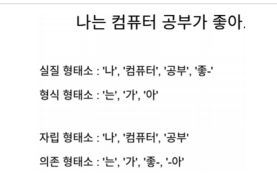 나는 컴퓨터 공부가 좋아.
실질 형태소 : '나', '컴퓨터', '공부', '좋-'
형식 형태소 : '는', '가', '아'
자립 형태소 : '나', '컴퓨터', '공부'
의존 형태소 : '는', '가', '좋-, '-아'